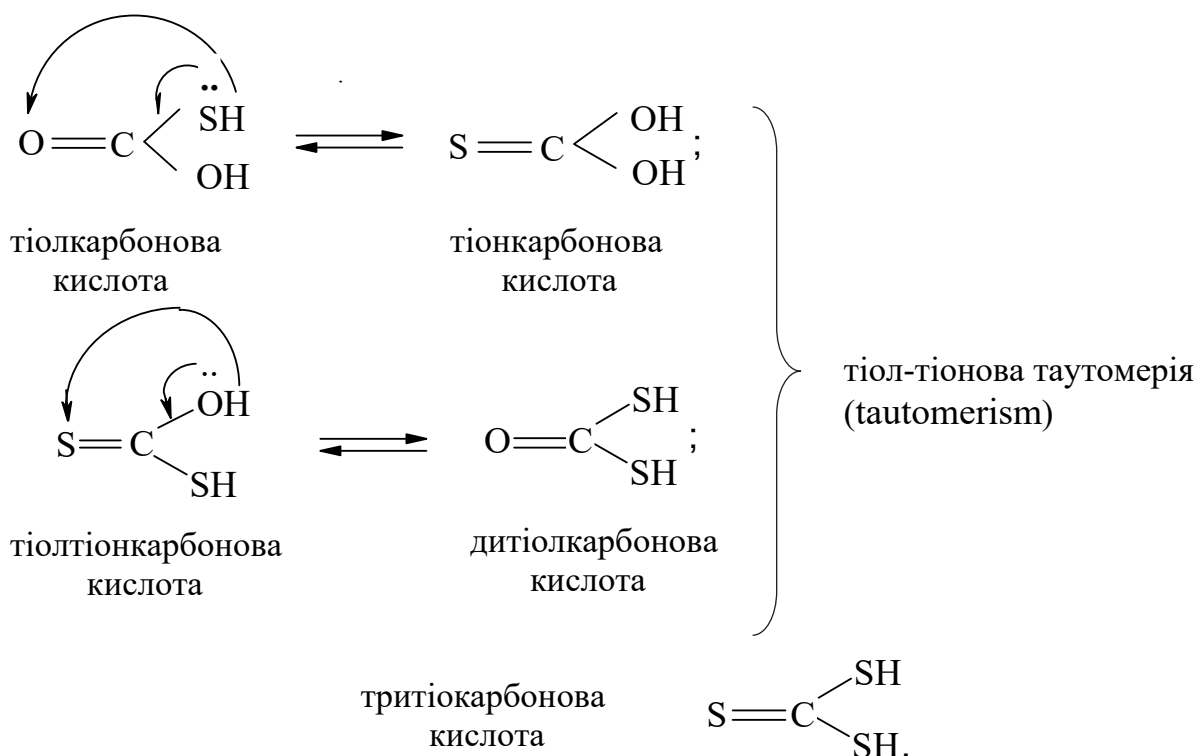 O=C
SH
OH
S=C
OH
OH
;
тіолкарбонова
кислота
тіонкарбонова
кислота
S=C
OH
SH
O=C
SH
SH
;
тіолтіонкарбонова
кислота
дитіолкарбонова
кислота
тіол-тіонова таутомерія
(tautomerism)
тритіокарбонова
кислота
S=C
SH
SH.